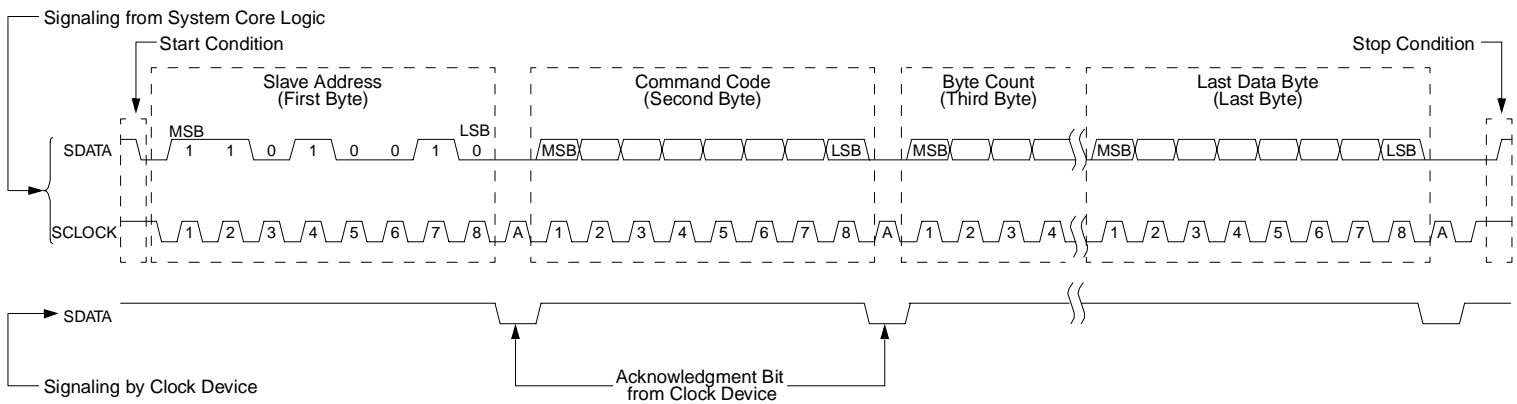 Signaling from System Core Logic
Start Condition
Stop Condition
Slave Address
(First Byte)
Command Code
(Second Byte)
Byte Count
(Third Byte)
Last Data Byte
(Last Byte)
MSB
LSB
SDATA
1 1 0 1 0 0 1 0
MSB
LSB
MSB
MSB
LSB
SCLOCK
1 2 3 4 5 6 7 8 A 1 2 3 4 5 6 7 8 A 1 2 3 4 1 2 3 4 5 6 7 8 A
SDATA
Signaling by Clock Device
Acknowledgment Bit
from Clock Device